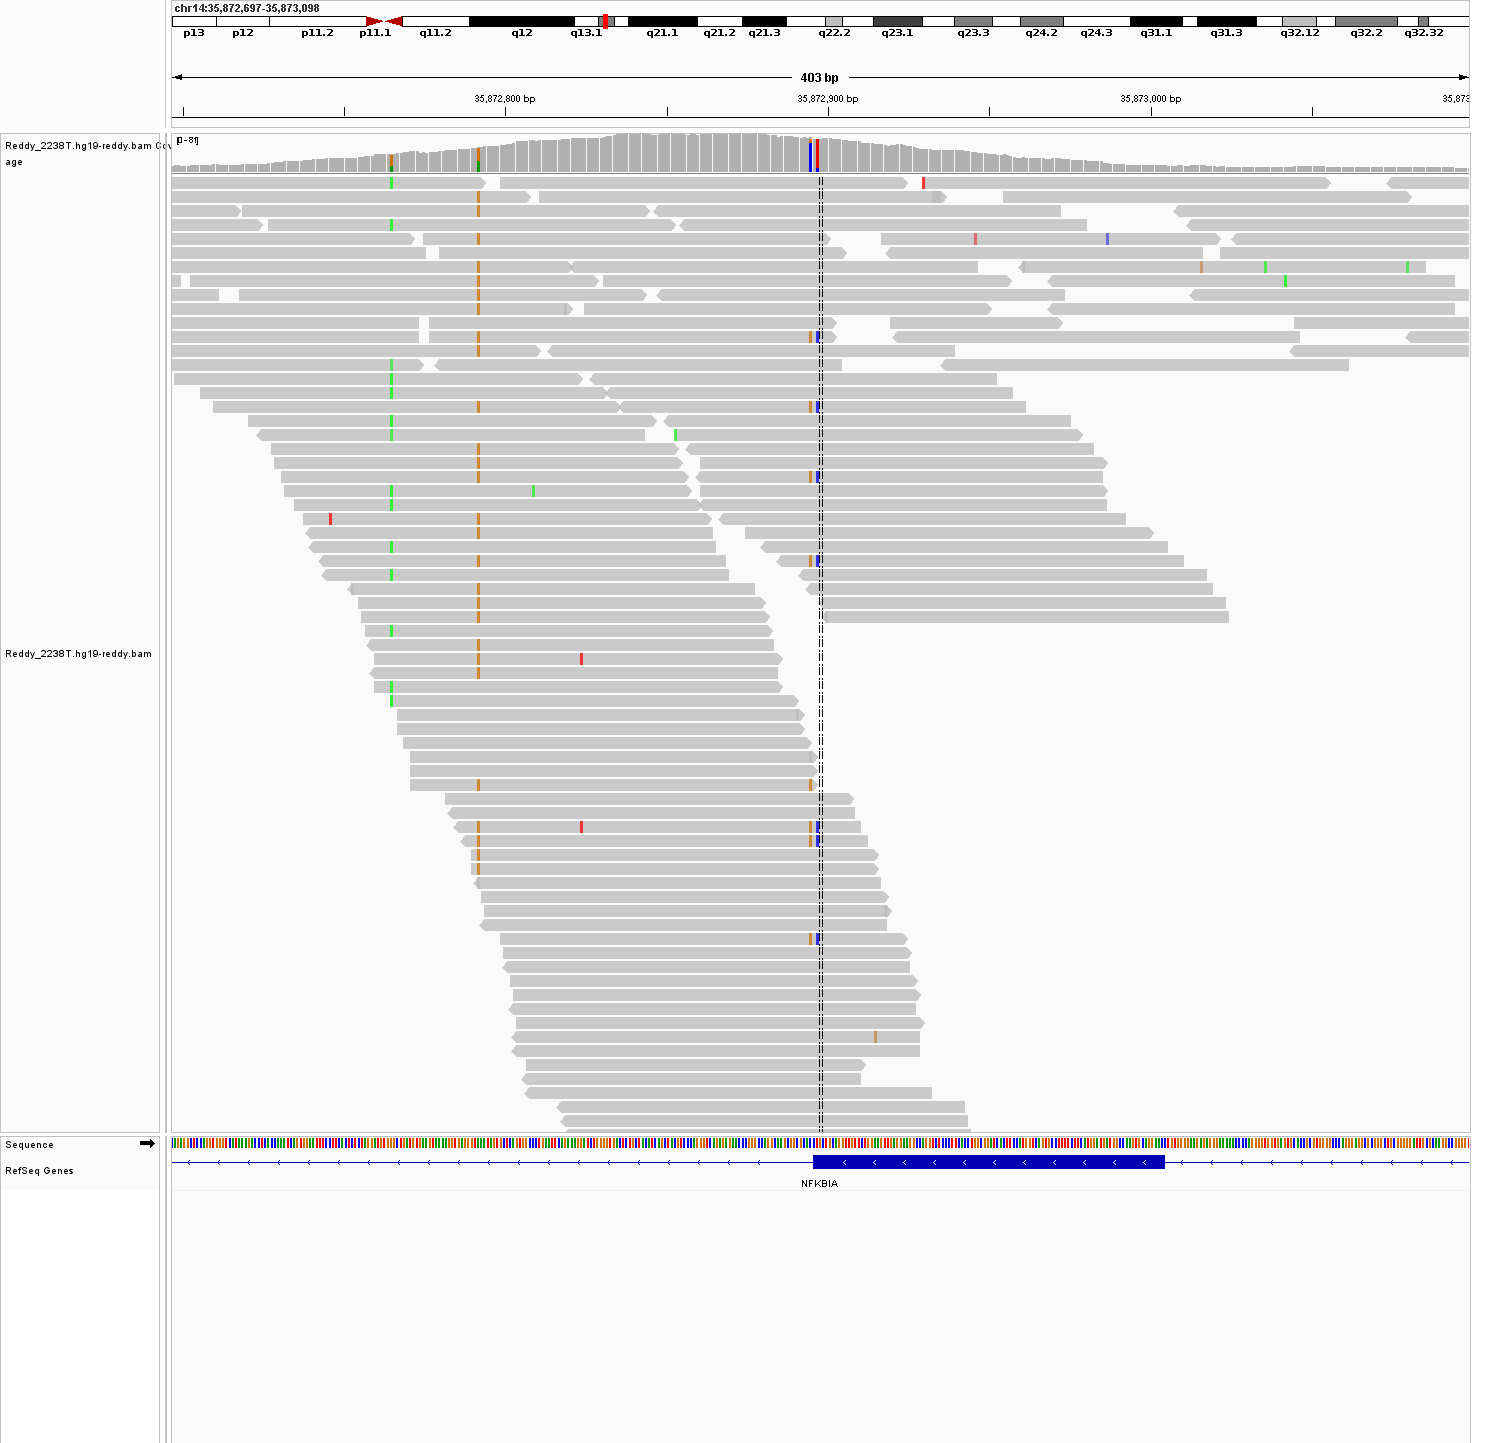 chr14:35,872,697-35,873,098
p13 p12 p11.2 p11.1 q11.2 q12 q13.1 q21.1 q21.2 q21.3 q22.2 q23.1 q23.3 q24.2 q24.3 q31.1 q31.3 q32.12 q32.2 q32.32
403 bp
35,872,800 bp 35,872,900 bp 35,873,000 bp 35,873
Reddy_2238T.hg19-reddy.bam Cov
age
[0-81]
Reddy_2238T.hg19-reddy.bam
Sequence
RefSeq Genes
NFKBIA